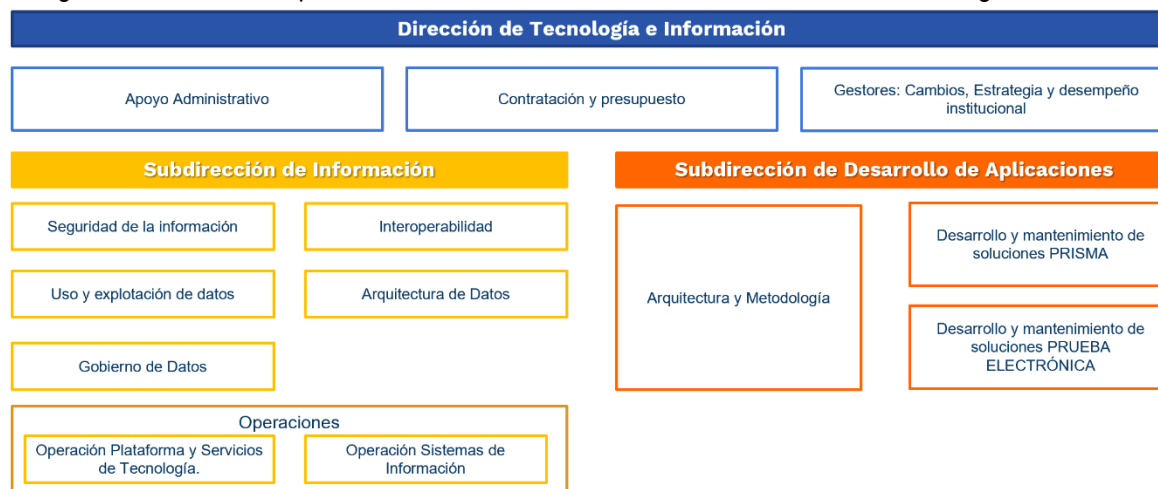 Dirección de Tecnología e Información
Apoyo Administrativo
Contratación y presupuesto
Gestores: Cambios, Estrategia y desempeño
institucional
Subdirección de Información
Subdirección de Desarrollo de Aplicaciones
Seguridad de la información
Interoperabilidad
Uso y explotación de datos
Arquitectura de Datos
Gobierno de Datos
Operaciones
Operación Plataforma y Servicios
de Tecnología.
Operación Sistemas de
Información
Arquitectura y Metodología
Desarrollo y mantenimiento de
soluciones PRISMA
Desarrollo y mantenimiento de
soluciones PRUEBA
ELECTRÓNICA